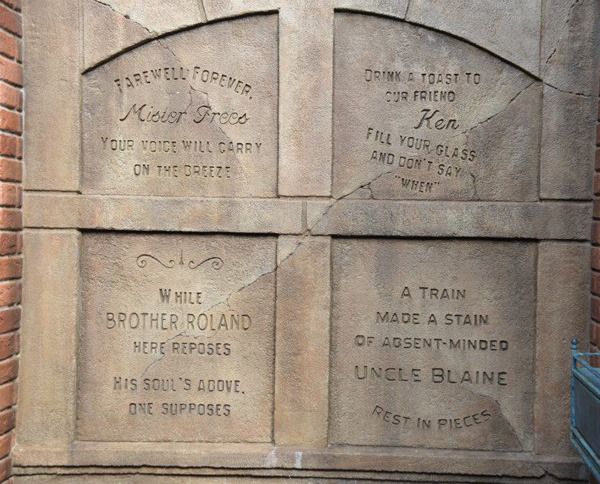 FAREWELL FOREVER,
Mister Frees
YOUR VOICE WILL CARRY
ON THE BREEZE
DRINK A TOAST TO
OUR FRIEND
Ken
FILL YOUR GLASS
AND DON'T SAY
"WHEN"
WHILE
BROTHER ROLAND
HERE REPOSES
HIS SOUL'S ABOVE,
ONE SUPPOSES
A TRAIN
MADE A STAIN
OF ABSENT-MINDED
UNCLE BLAINE
REST IN PIECES